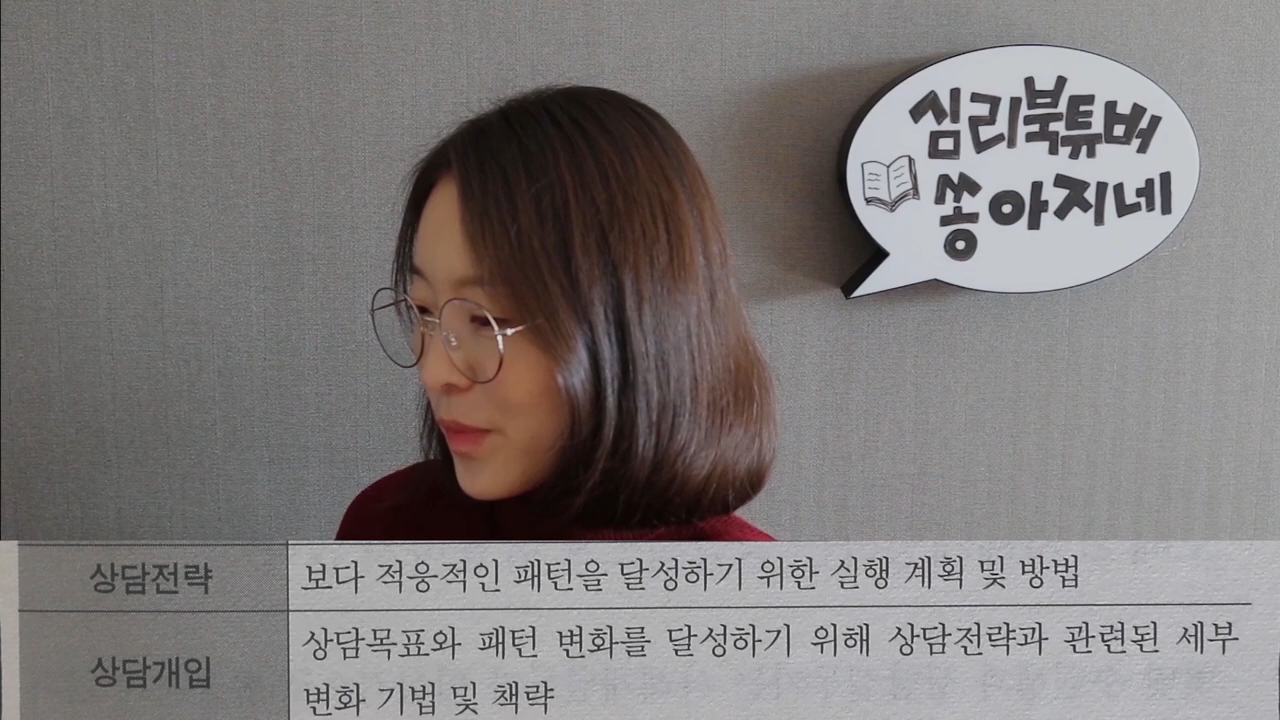 심리북튜버
쏭아지네
상담전략
보다 적응적인 패턴을 달성하기 위한 실행 계획 및 방법
상담개입
상담목표와 패턴 변화를 달성하기 위해 상담전략과 관련된 세부
변화 기법 및 책략